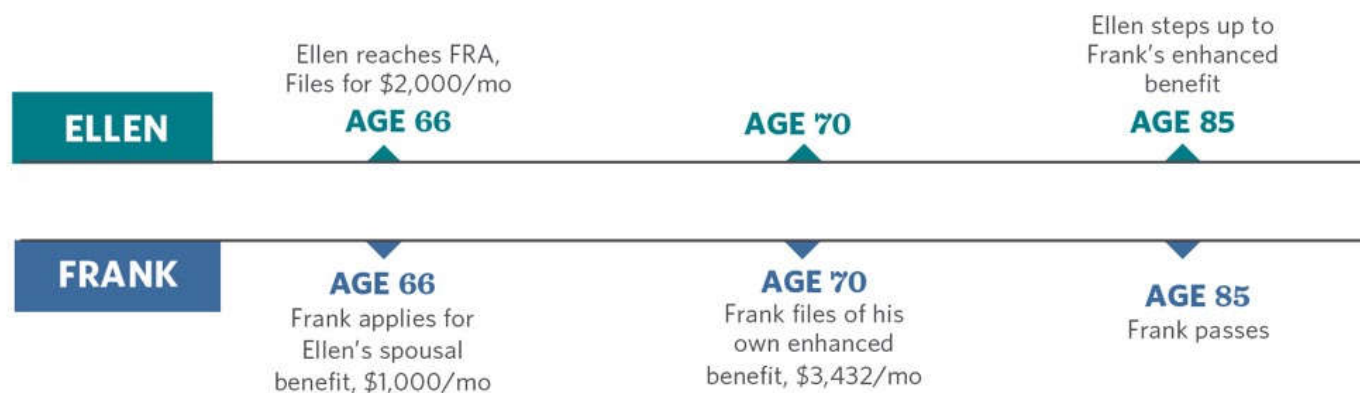 Ellen reaches FRA,
Files for $2,000/mo
Ellen steps up to
Frank's enhanced
benefit
ELLEN
AGE 66
AGE 70
AGE 85
FRANK
AGE 66
Frank applies for
Ellen's spousal
benefit, $1,000/mo
AGE 70
Frank files of his
own enhanced
benefit, $3,432/mo
AGE 85
Frank passes